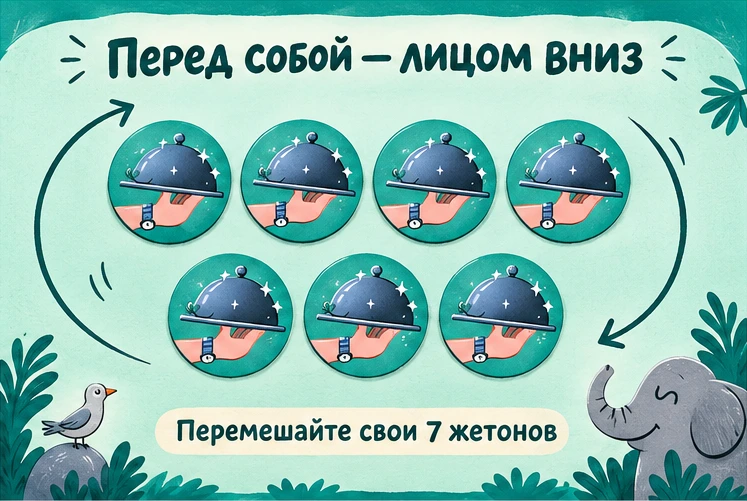 Перед собой — лицом вниз
Перемешайте свои 7 жетонов